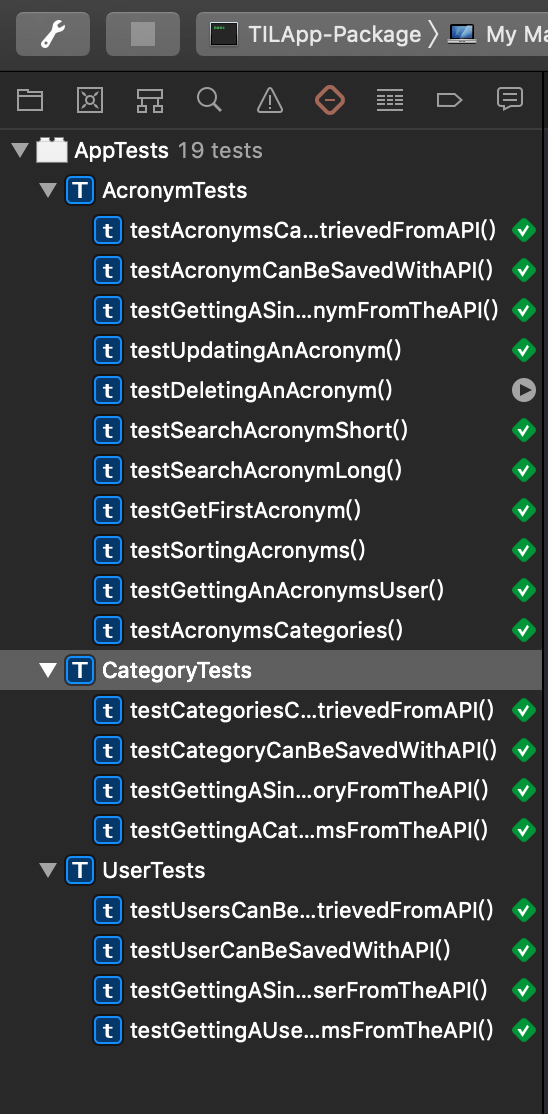 TILApp-Package My Ma
AppTests 19 tests
T AcronymTests
t testAcronymsCa...trievedFromAPI()
t testAcronymCanBeSavedWithAPI()
t testGettingASin...nymFromTheAPI()
t testUpdatingAnAcronym()
t testDeletingAnAcronym()
t testSearchAcronymShort()
t testSearchAcronymLong()
t testGetFirstAcronym()
t testSortingAcronyms()
t testGettingAnAcronymsUser()
t testAcronymsCategories()
T CategoryTests
t testCategoriesC...trievedFromAPI()
t testCategoryCanBeSavedWithAPI()
t testGettingASin...oryFromTheAPI()
t testGettingACat...msFromTheAPI()
T UserTests
t testUsersCanBe...trievedFromAPI()
t testUserCanBeSavedWithAPI()
t testGettingASin...serFromTheAPI()
t testGettingAUse...msFromTheAPI()